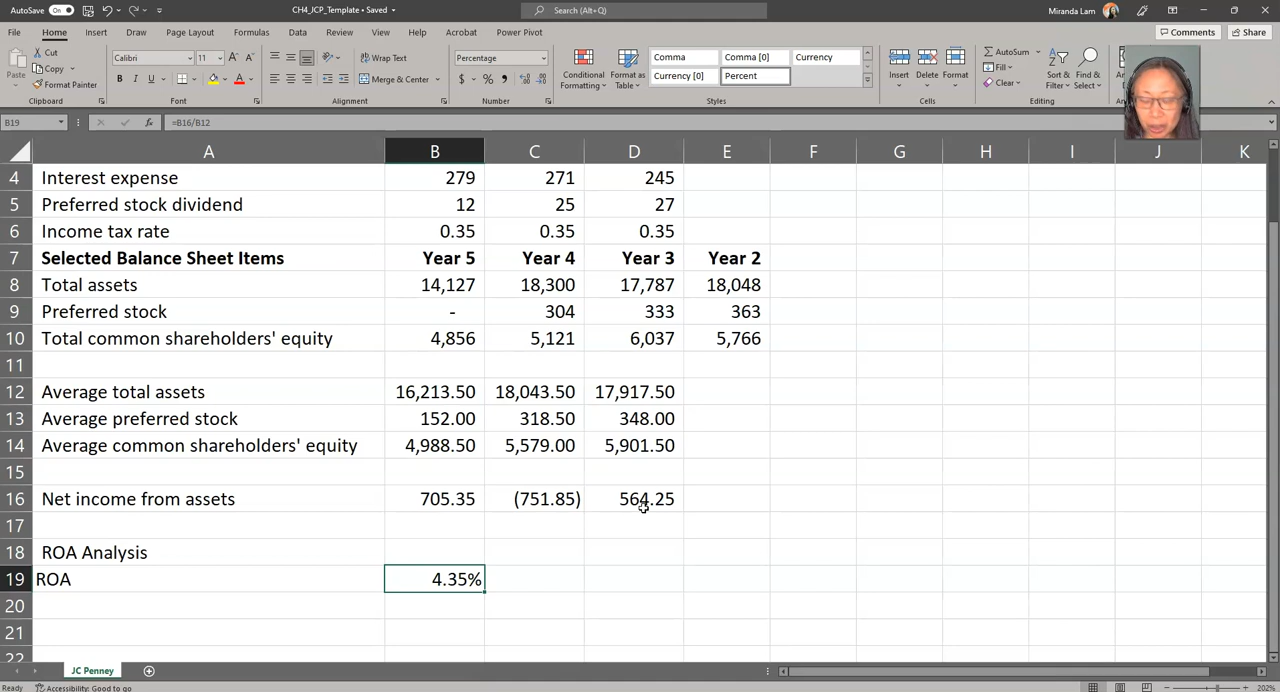 AutoSave On CH4_JCP_Template • Saved Search (Alt+Q) Miranda Lam
File Home Insert Draw Page Layout Formulas Data Review View Help Acrobat Power Pivot Comments Share
Paste Cut Copy Format Painter Clipboard
Calibri 11 A A B I U A Font
Wrap Text Merge & Center Alignment
Percentage $ % , Number
Conditional Formatting Format as Table Comma Comma [0] Currency Currency [0] Percent Styles
Insert Delete Format Cells
AutoSum Fill Clear Sort & Filter Find & Select Editing
B19 fx =B16/B12
A B C D E F G H I J K
4 Interest expense 279 271 245
5 Preferred stock dividend 12 25 27
6 Income tax rate 0.35 0.35 0.35
7 Selected Balance Sheet Items Year 5 Year 4 Year 3 Year 2
8 Total assets 14,127 18,300 17,787 18,048
9 Preferred stock - 304 333 363
10 Total common shareholders' equity 4,856 5,121 6,037 5,766
11
12 Average total assets 16,213.50 18,043.50 17,917.50
13 Average preferred stock 152.00 318.50 348.00
14 Average common shareholders' equity 4,988.50 5,579.00 5,901.50
15
16 Net income from assets 705.35 (751.85) 564.25
17
18 ROA Analysis
19 ROA 4.35%
20
21
22
JC Penney
Ready Accessibility: Good to go 202%